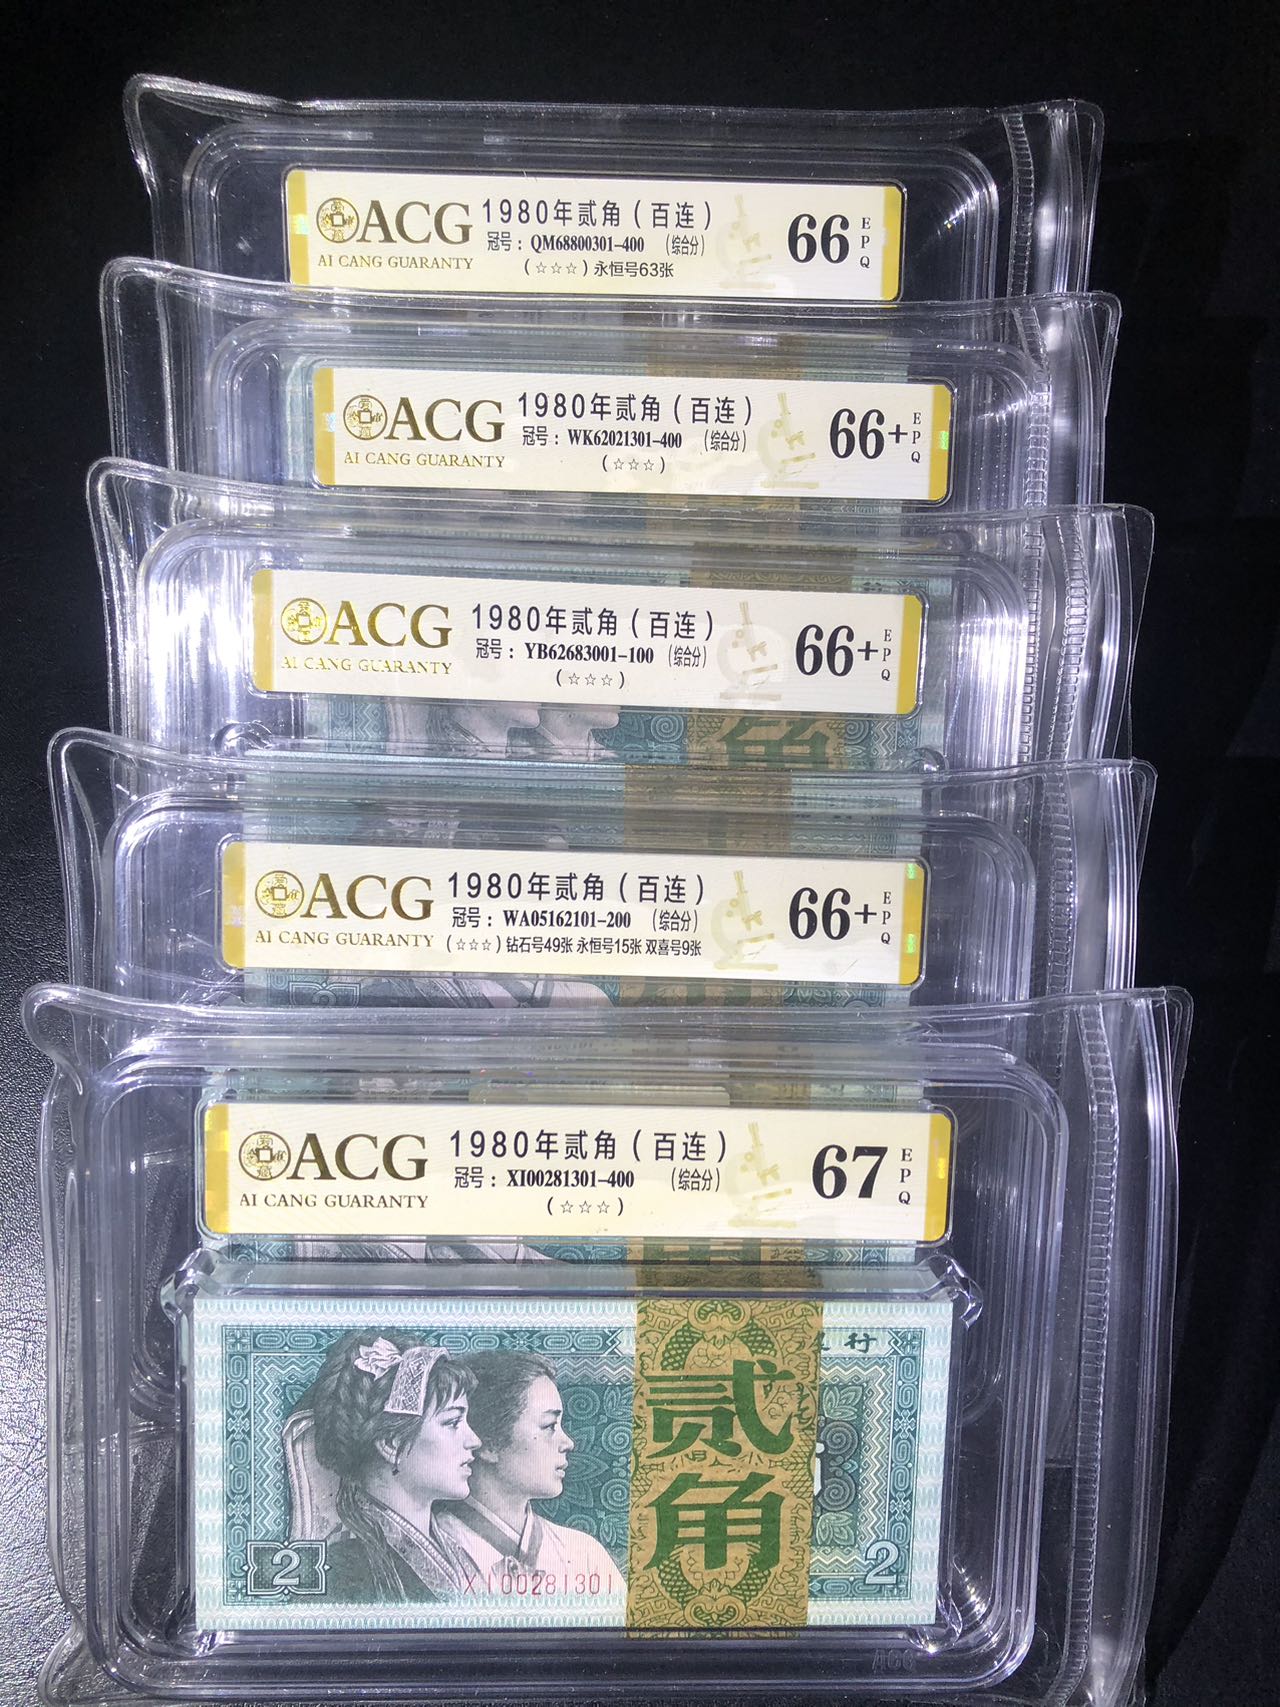 ACG 1980年贰角（百连） 66 EPQ
冠号：QM68800301-400 （综合分）
AI CANG GUARANTY （☆☆☆）永恒号63张
ACG 1980年贰角（百连） 66+ EPQ
冠号：WK62021301-400 （综合分）
AI CANG GUARANTY （☆☆☆）
ACG 1980年贰角（百连） 66+ EPQ
冠号：YB62683001-100 （综合分）
AI CANG GUARANTY （☆☆☆）
角
ACG 1980年贰角（百连） 66+ EPQ
冠号：WA05162101-200 （综合分）
AI CANG GUARANTY （☆☆☆）钻石号49张 永恒号15张 双喜号9张
2
ACG 1980年贰角（百连） 67 EPQ
冠号：XI00281301-400 （综合分）
AI CANG GUARANTY （☆☆☆）
行
贰
角
2 XI00281301 2
ACG